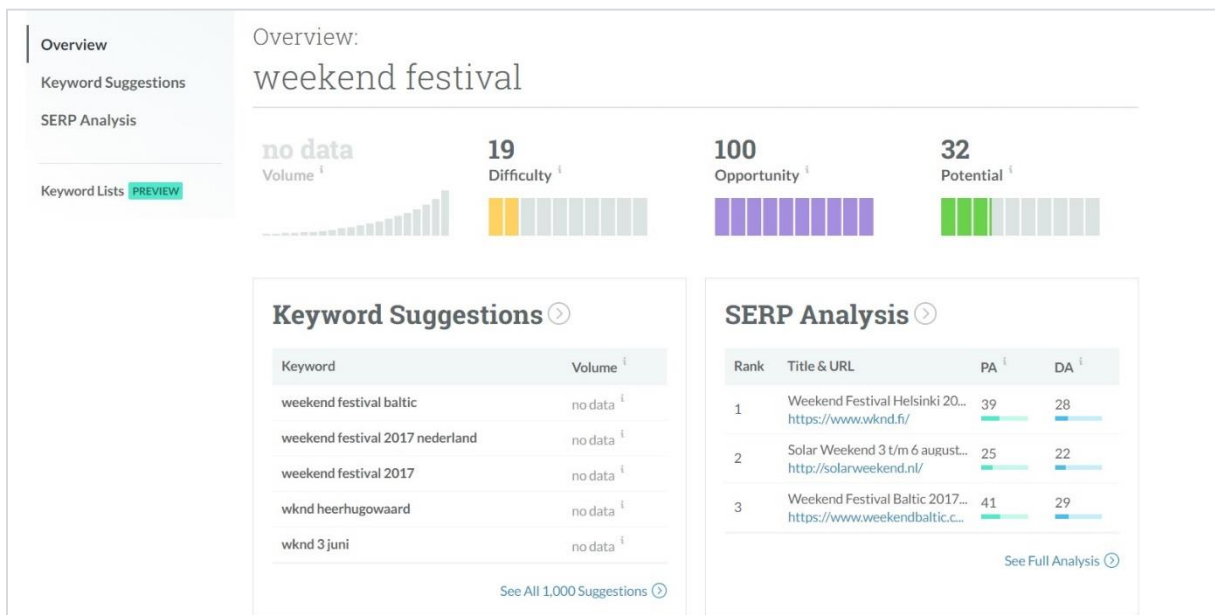 Overview
Keyword Suggestions
SERP Analysis
Keyword Lists PREVIEW
Overview:
weekend festival
no data
Volume i
19
Difficulty i
100
Opportunity i
32
Potential i
Keyword Suggestions
Keyword Volume i
weekend festival baltic no data i
weekend festival 2017 nederland no data i
weekend festival 2017 no data i
wknd heerhugowaard no data i
wknd 3 juni no data i
See All 1,000 Suggestions
SERP Analysis
Rank Title & URL PA i DA i
1 Weekend Festival Helsinki 20... 39 28
https://www.wknd.fi/
2 Solar Weekend 3 t/m 6 august... 25 22
http://solarweekend.nl/
3 Weekend Festival Baltic 2017... 41 29
https://www.weekendbaltic.c...
See Full Analysis